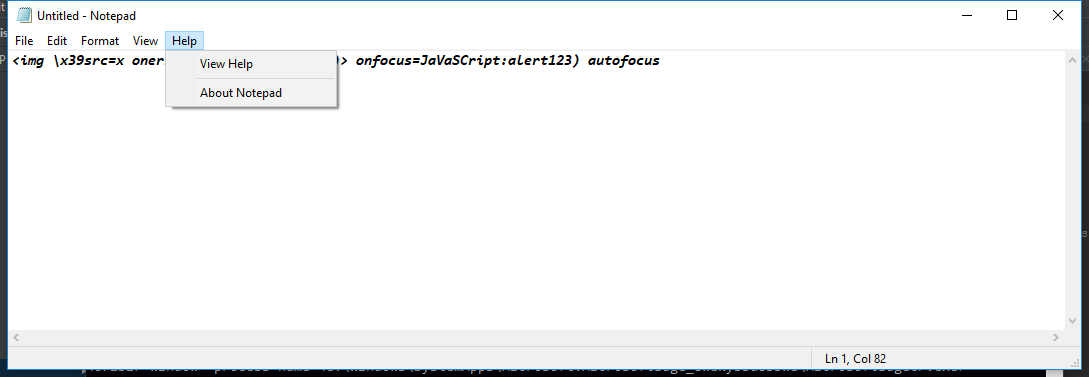 Untitled - Notepad
File Edit Format View Help
<img \x39src=x oner )> onfocus=JaVaSCript:alert123) autofocus
View Help
About Notepad
Ln 1, Col 82